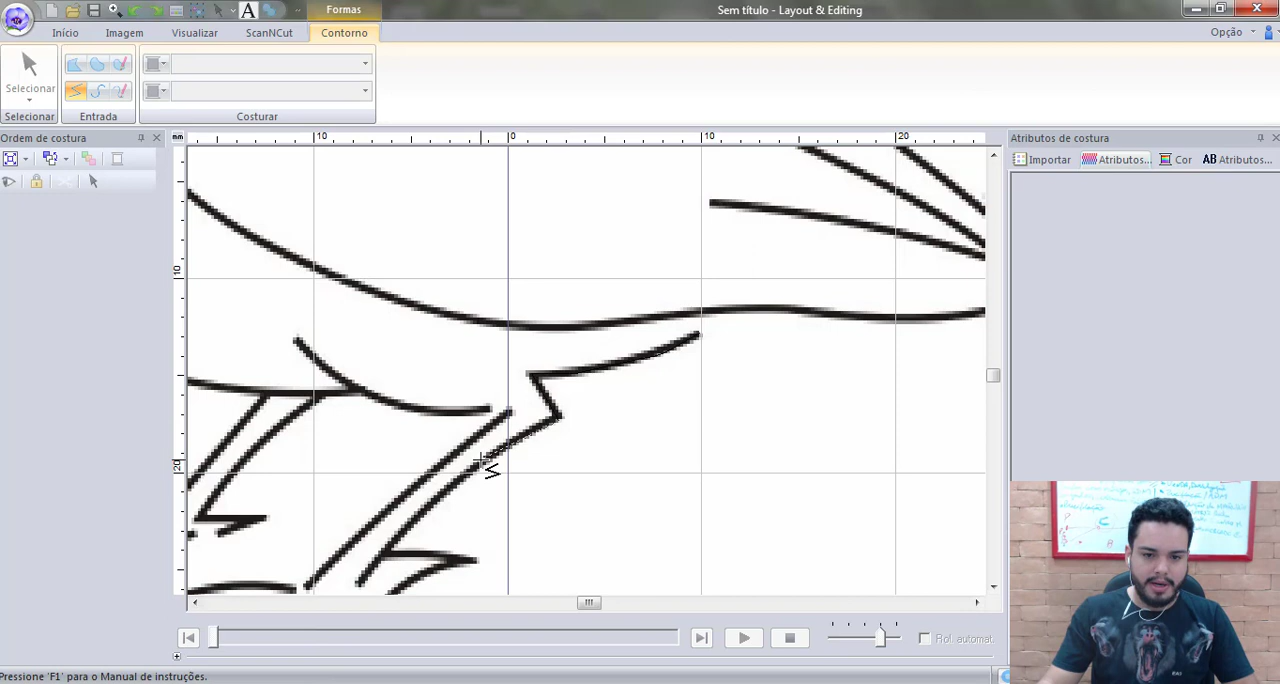 Formas
Sem título - Layout & Editing
Início Imagem Visualizar ScanNCut Contorno Opção
Selecionar
Selecionar Entrada Costurar
Ordem de costura
mm 10 0 10 20
Atributos de costura
Importar Atributos... Cor AB Atributos...
10
20
Rol. automat.
Pressione 'F1' para o Manual de instruções.